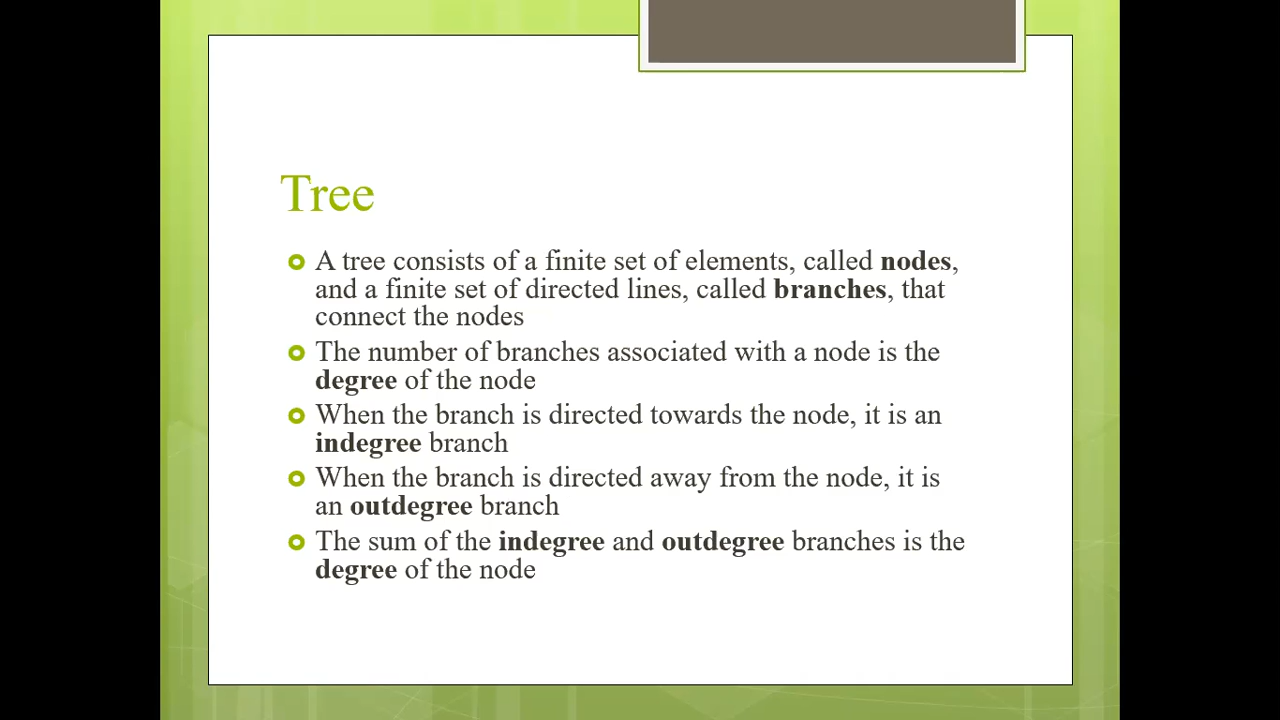 Tree
A tree consists of a finite set of elements, called nodes,
and a finite set of directed lines, called branches, that
connect the nodes
The number of branches associated with a node is the
degree of the node
When the branch is directed towards the node, it is an
indegree branch
When the branch is directed away from the node, it is
an outdegree branch
The sum of the indegree and outdegree branches is the
degree of the node